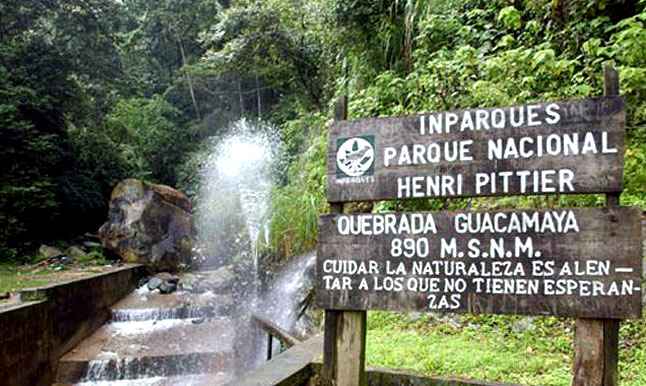 INPARQUES
PARQUE NACIONAL
HENRI PITTIER
INPARQUES
QUEBRADA GUACAMAYA
890 M.S.N.M.
CUIDAR LA NATURALEZA ES ALEN—
TAR A LOS QUE NO TIENEN ESPERAN-
ZAS